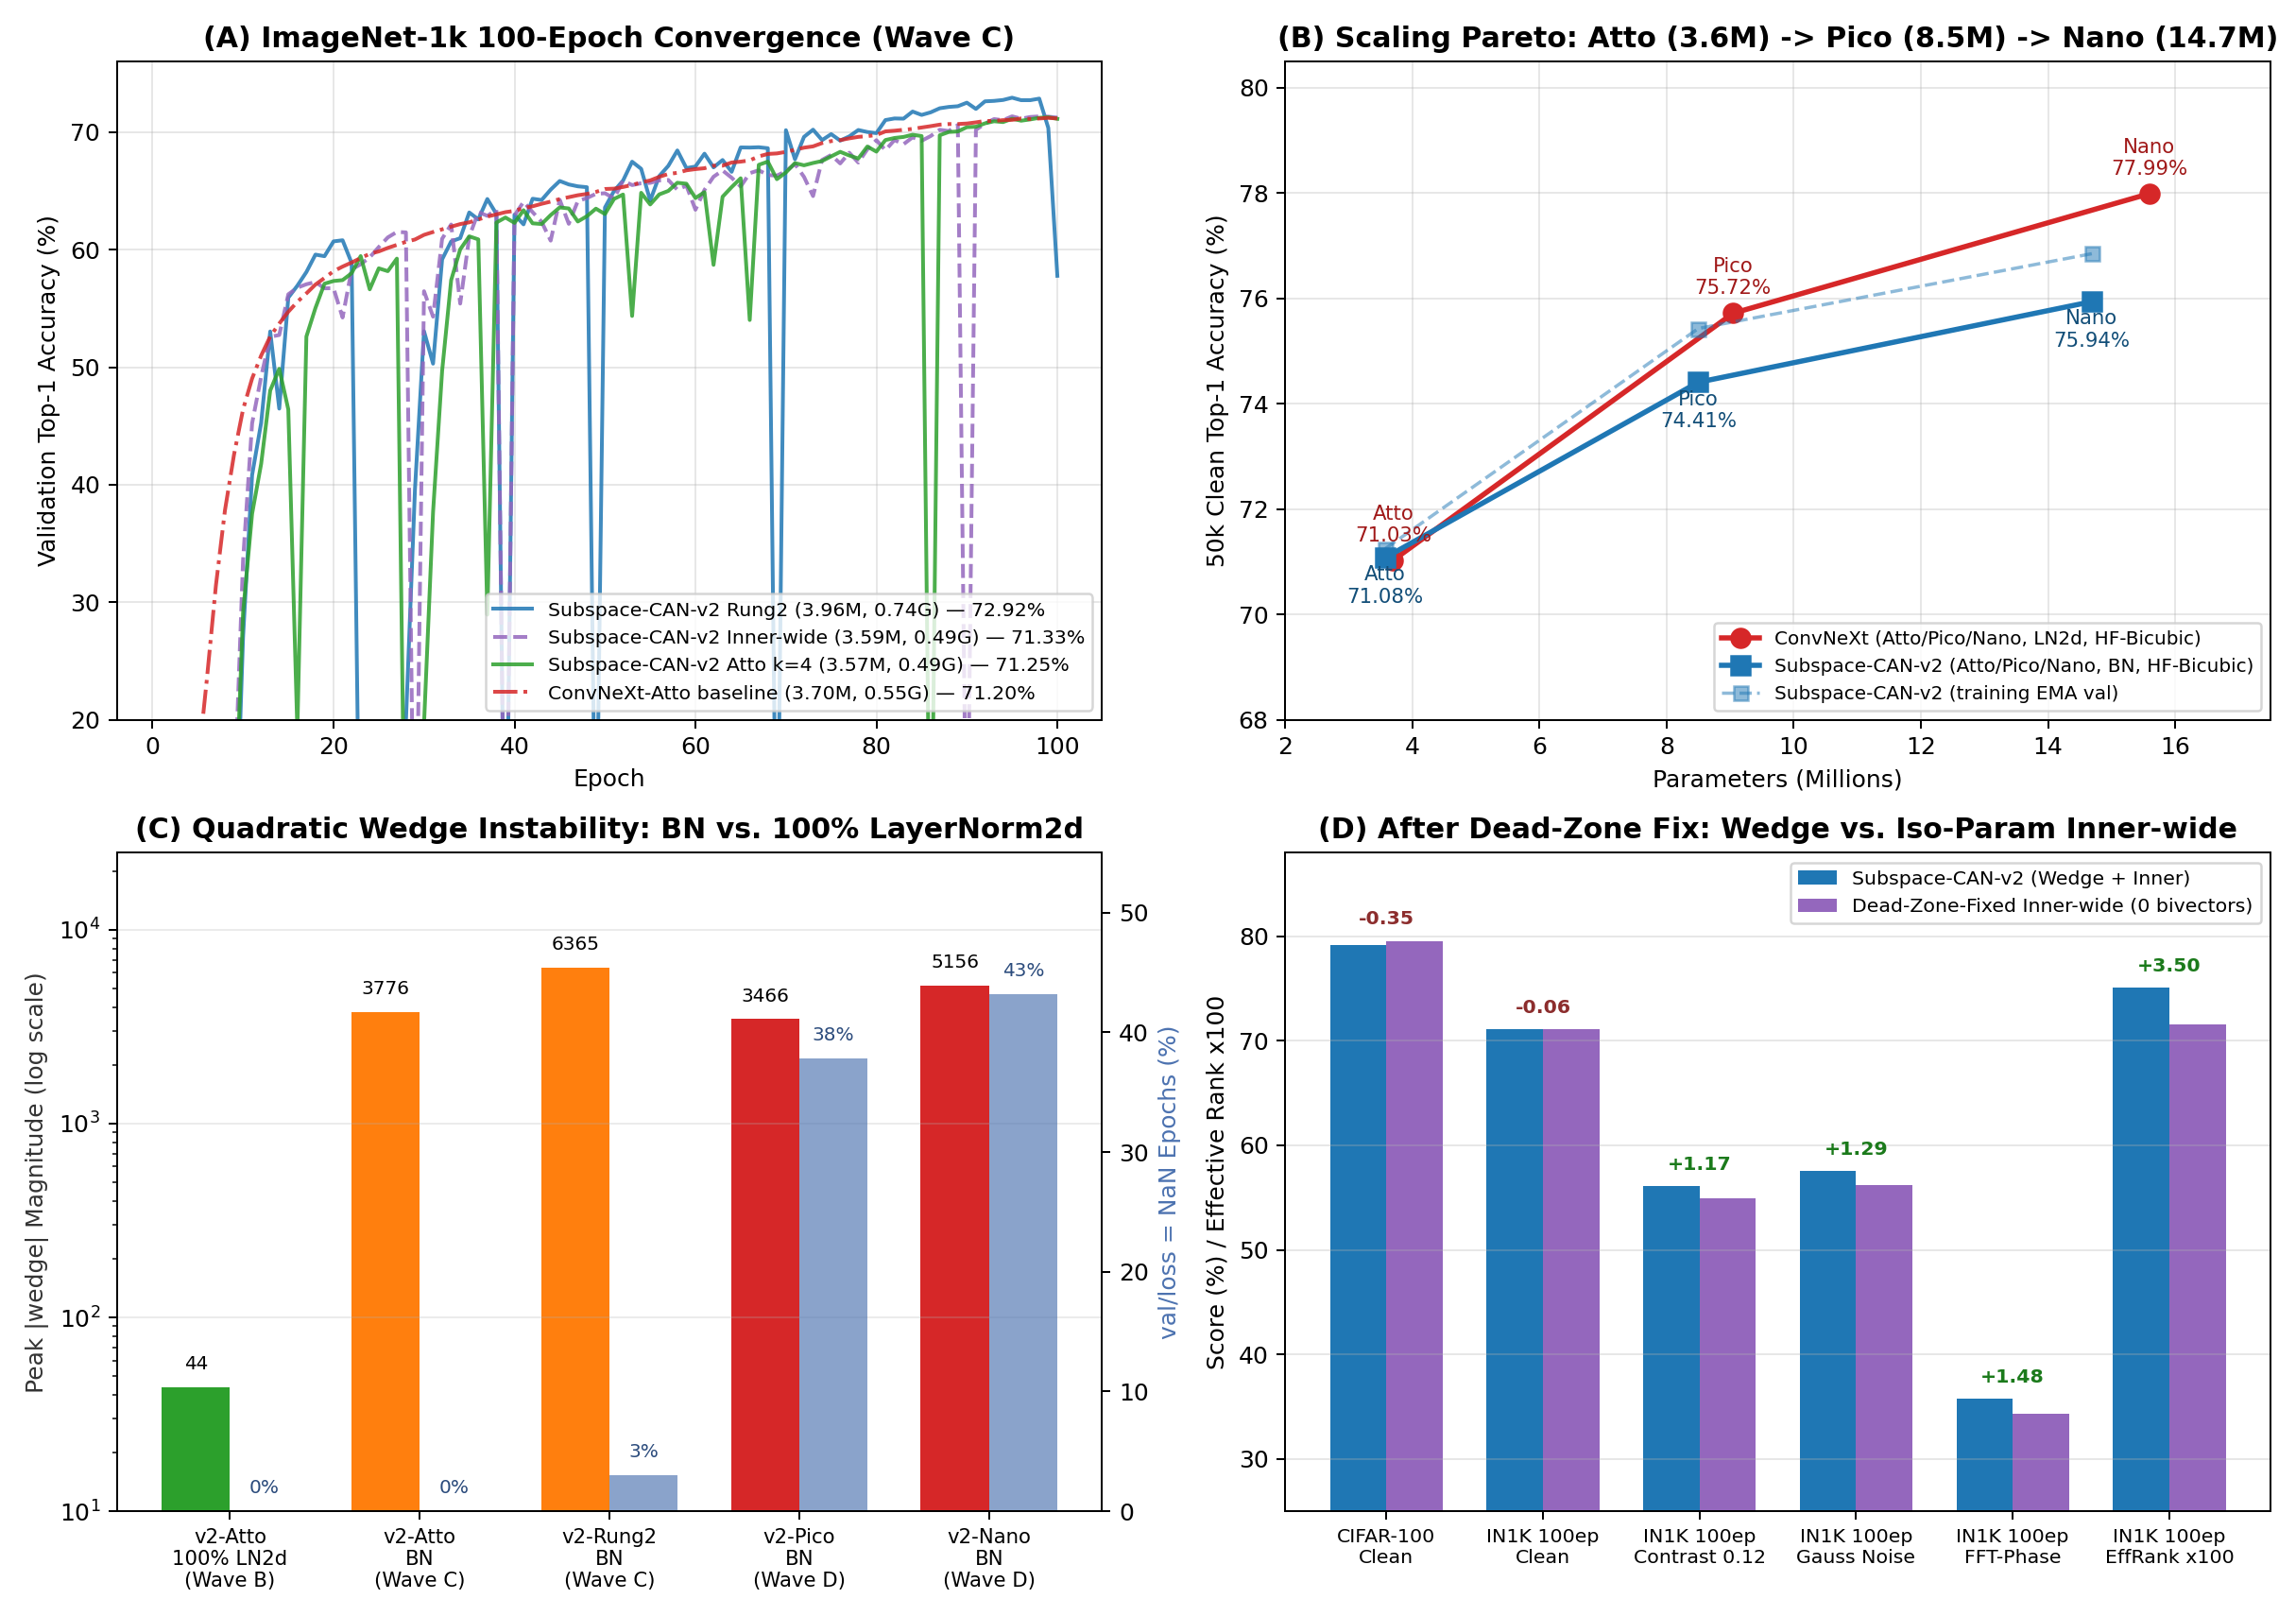 (A) ImageNet-1k 100-Epoch Convergence (Wave C)
Validation Top-1 Accuracy (%)
70
60
50
40
30
20
0
20
40
60
80
100
Epoch
Subspace-CAN-v2 Rung2 (3.96M, 0.74G) — 72.92%
Subspace-CAN-v2 Inner-wide (3.59M, 0.49G) — 71.33%
Subspace-CAN-v2 Atto k=4 (3.57M, 0.49G) — 71.25%
ConvNeXt-Atto baseline (3.70M, 0.55G) — 71.20%
(B) Scaling Pareto: Atto (3.6M) -> Pico (8.5M) -> Nano (14.7M)
50k Clean Top-1 Accuracy (%)
80
78
76
74
72
70
68
2
4
6
8
10
12
14
16
Parameters (Millions)
Nano
77.99%
Pico
75.72%
Nano
75.94%
Pico
74.41%
Atto
71.03%
Atto
71.08%
ConvNeXt (Atto/Pico/Nano, LN2d, HF-Bicubic)
Subspace-CAN-v2 (Atto/Pico/Nano, BN, HF-Bicubic)
Subspace-CAN-v2 (training EMA val)
(C) Quadratic Wedge Instability: BN vs. 100% LayerNorm2d
Peak |wedge| Magnitude (log scale)
10⁴
10³
10²
10¹
44
0%
3776
0%
6365
3%
3466
38%
5156
43%
50
40
30
20
10
0
val/loss = NaN Epochs (%)
v2-Atto
100% LN2d
(Wave B)
v2-Atto
BN
(Wave C)
v2-Rung2
BN
(Wave C)
v2-Pico
BN
(Wave D)
v2-Nano
BN
(Wave D)
(D) After Dead-Zone Fix: Wedge vs. Iso-Param Inner-wide
Score (%) / Effective Rank x100
80
70
60
50
40
30
Subspace-CAN-v2 (Wedge + Inner)
Dead-Zone-Fixed Inner-wide (0 bivectors)
-0.35
-0.06
+1.17
+1.29
+1.48
+3.50
CIFAR-100
Clean
IN1K 100ep
Clean
IN1K 100ep
Contrast 0.12
IN1K 100ep
Gauss Noise
IN1K 100ep
FFT-Phase
IN1K 100ep
EffRank x100